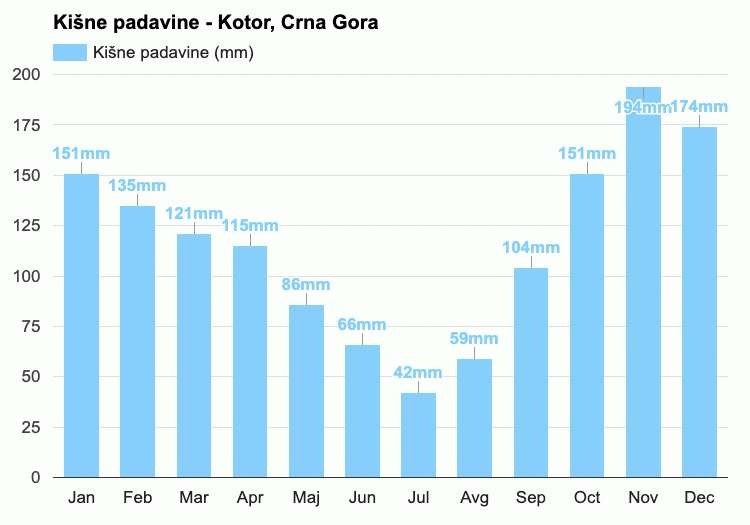 Kišne padavine - Kotor, Crna Gora
Kišne padavine (mm)
200
175
150
125
100
75
50
25
0
151mm
135mm
121mm
115mm
86mm
66mm
42mm
59mm
104mm
151mm
194mm
174mm
Jan Feb Mar Apr Maj Jun Jul Avg Sep Oct Nov Dec